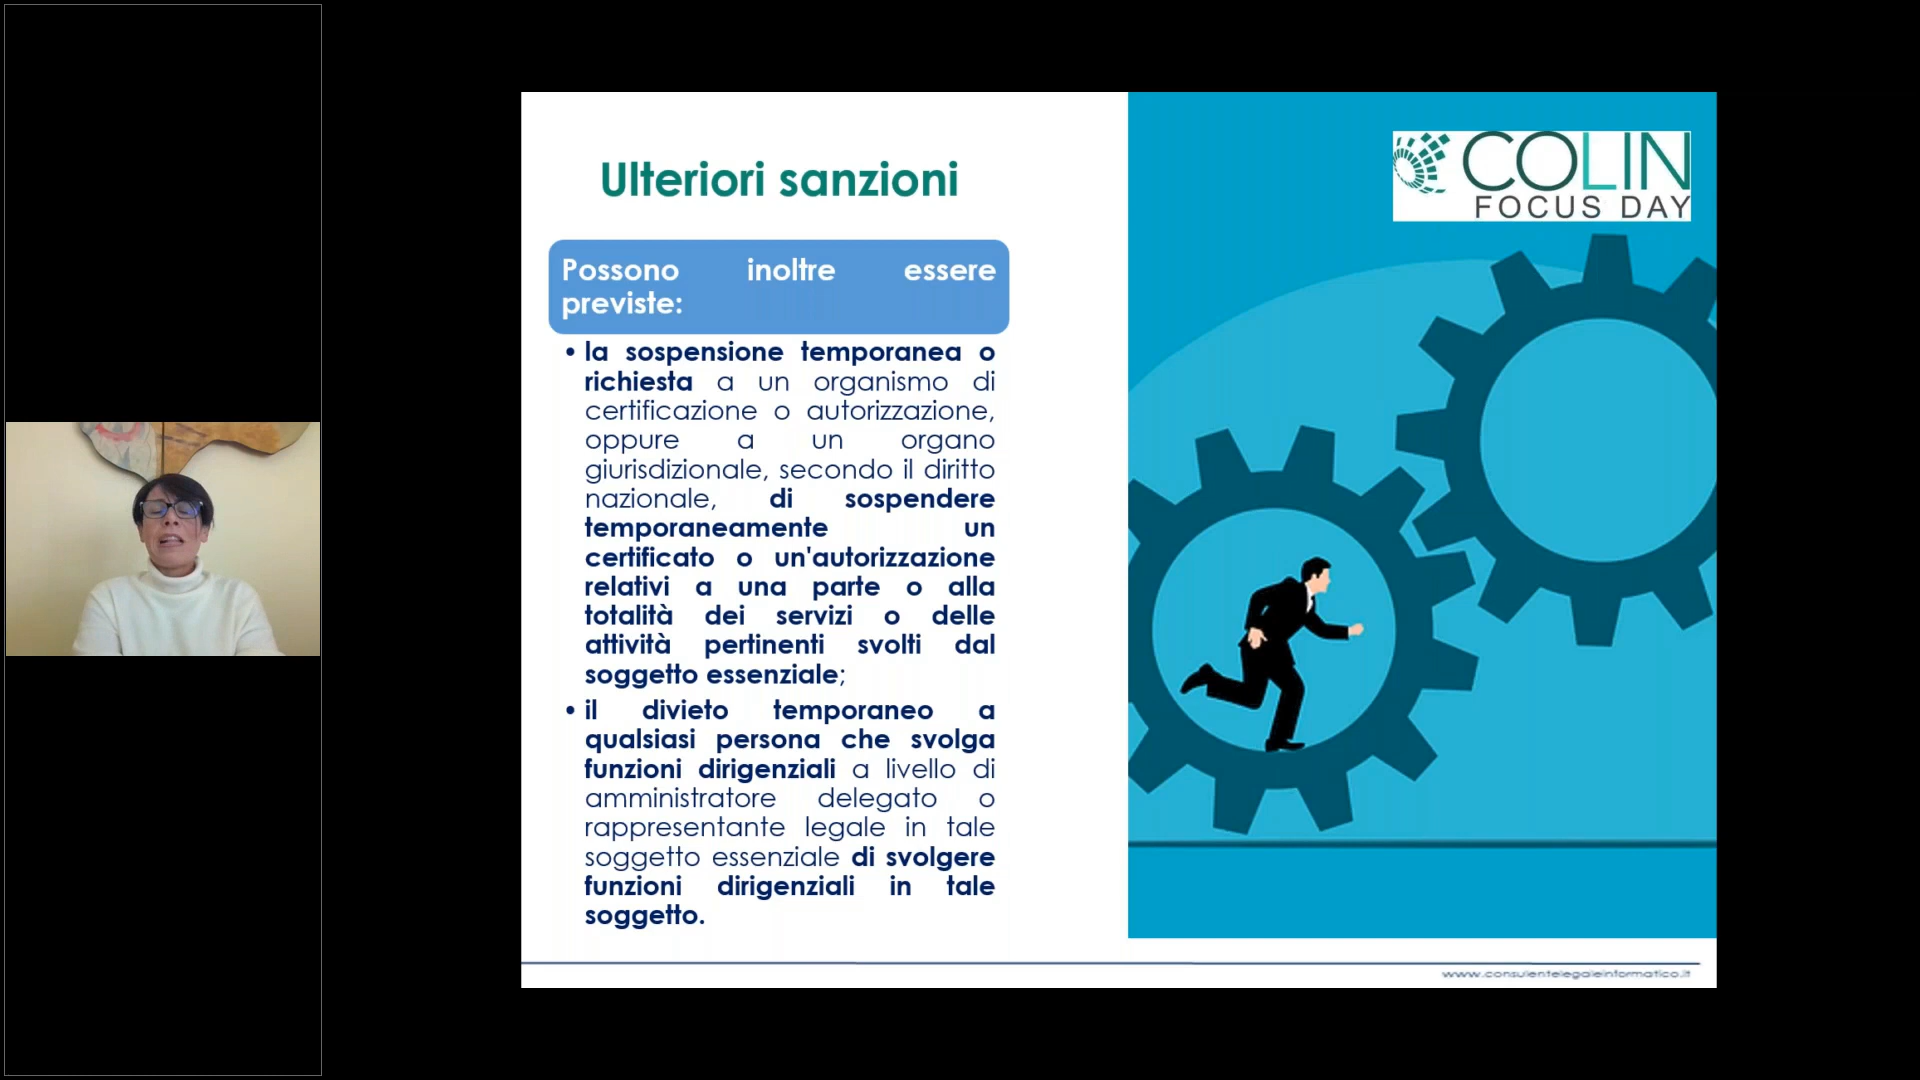 Ulteriori sanzioni
COLIN
FOCUS DAY
Possono inoltre essere
previste:
• la sospensione temporanea o
richiesta a un organismo di
certificazione o autorizzazione,
oppure a un organo
giurisdizionale, secondo il diritto
nazionale, di sospendere
temporaneamente un
certificato o un'autorizzazione
relativi a una parte o alla
totalità dei servizi o delle
attività pertinenti svolti dal
soggetto essenziale;
• il divieto temporaneo a
qualsiasi persona che svolga
funzioni dirigenziali a livello di
amministratore delegato o
rappresentante legale in tale
soggetto essenziale di svolgere
funzioni dirigenziali in tale
soggetto.
www.consulentelegaleinformatico.it